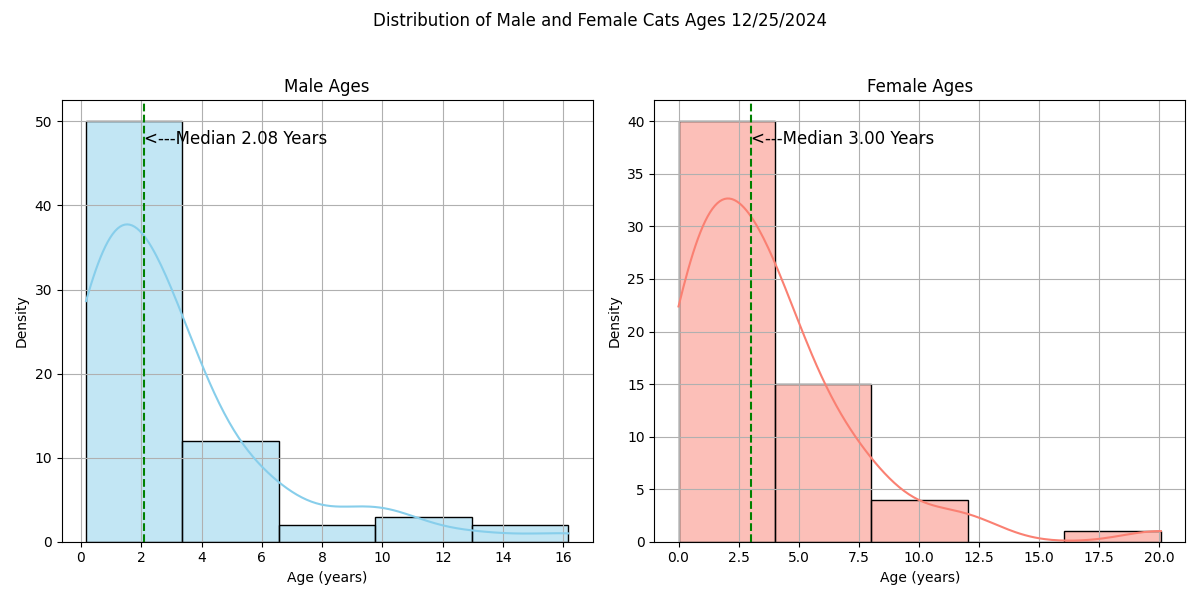 Distribution of Male and Female Cats Ages 12/25/2024
Male Ages
Density
50
40
30
20
10
0
<---Median 2.08 Years
0 2 4 6 8 10 12 14 16
Age (years)
Female Ages
Density
40
35
30
25
20
15
10
5
0
<---Median 3.00 Years
0.0 2.5 5.0 7.5 10.0 12.5 15.0 17.5 20.0
Age (years)